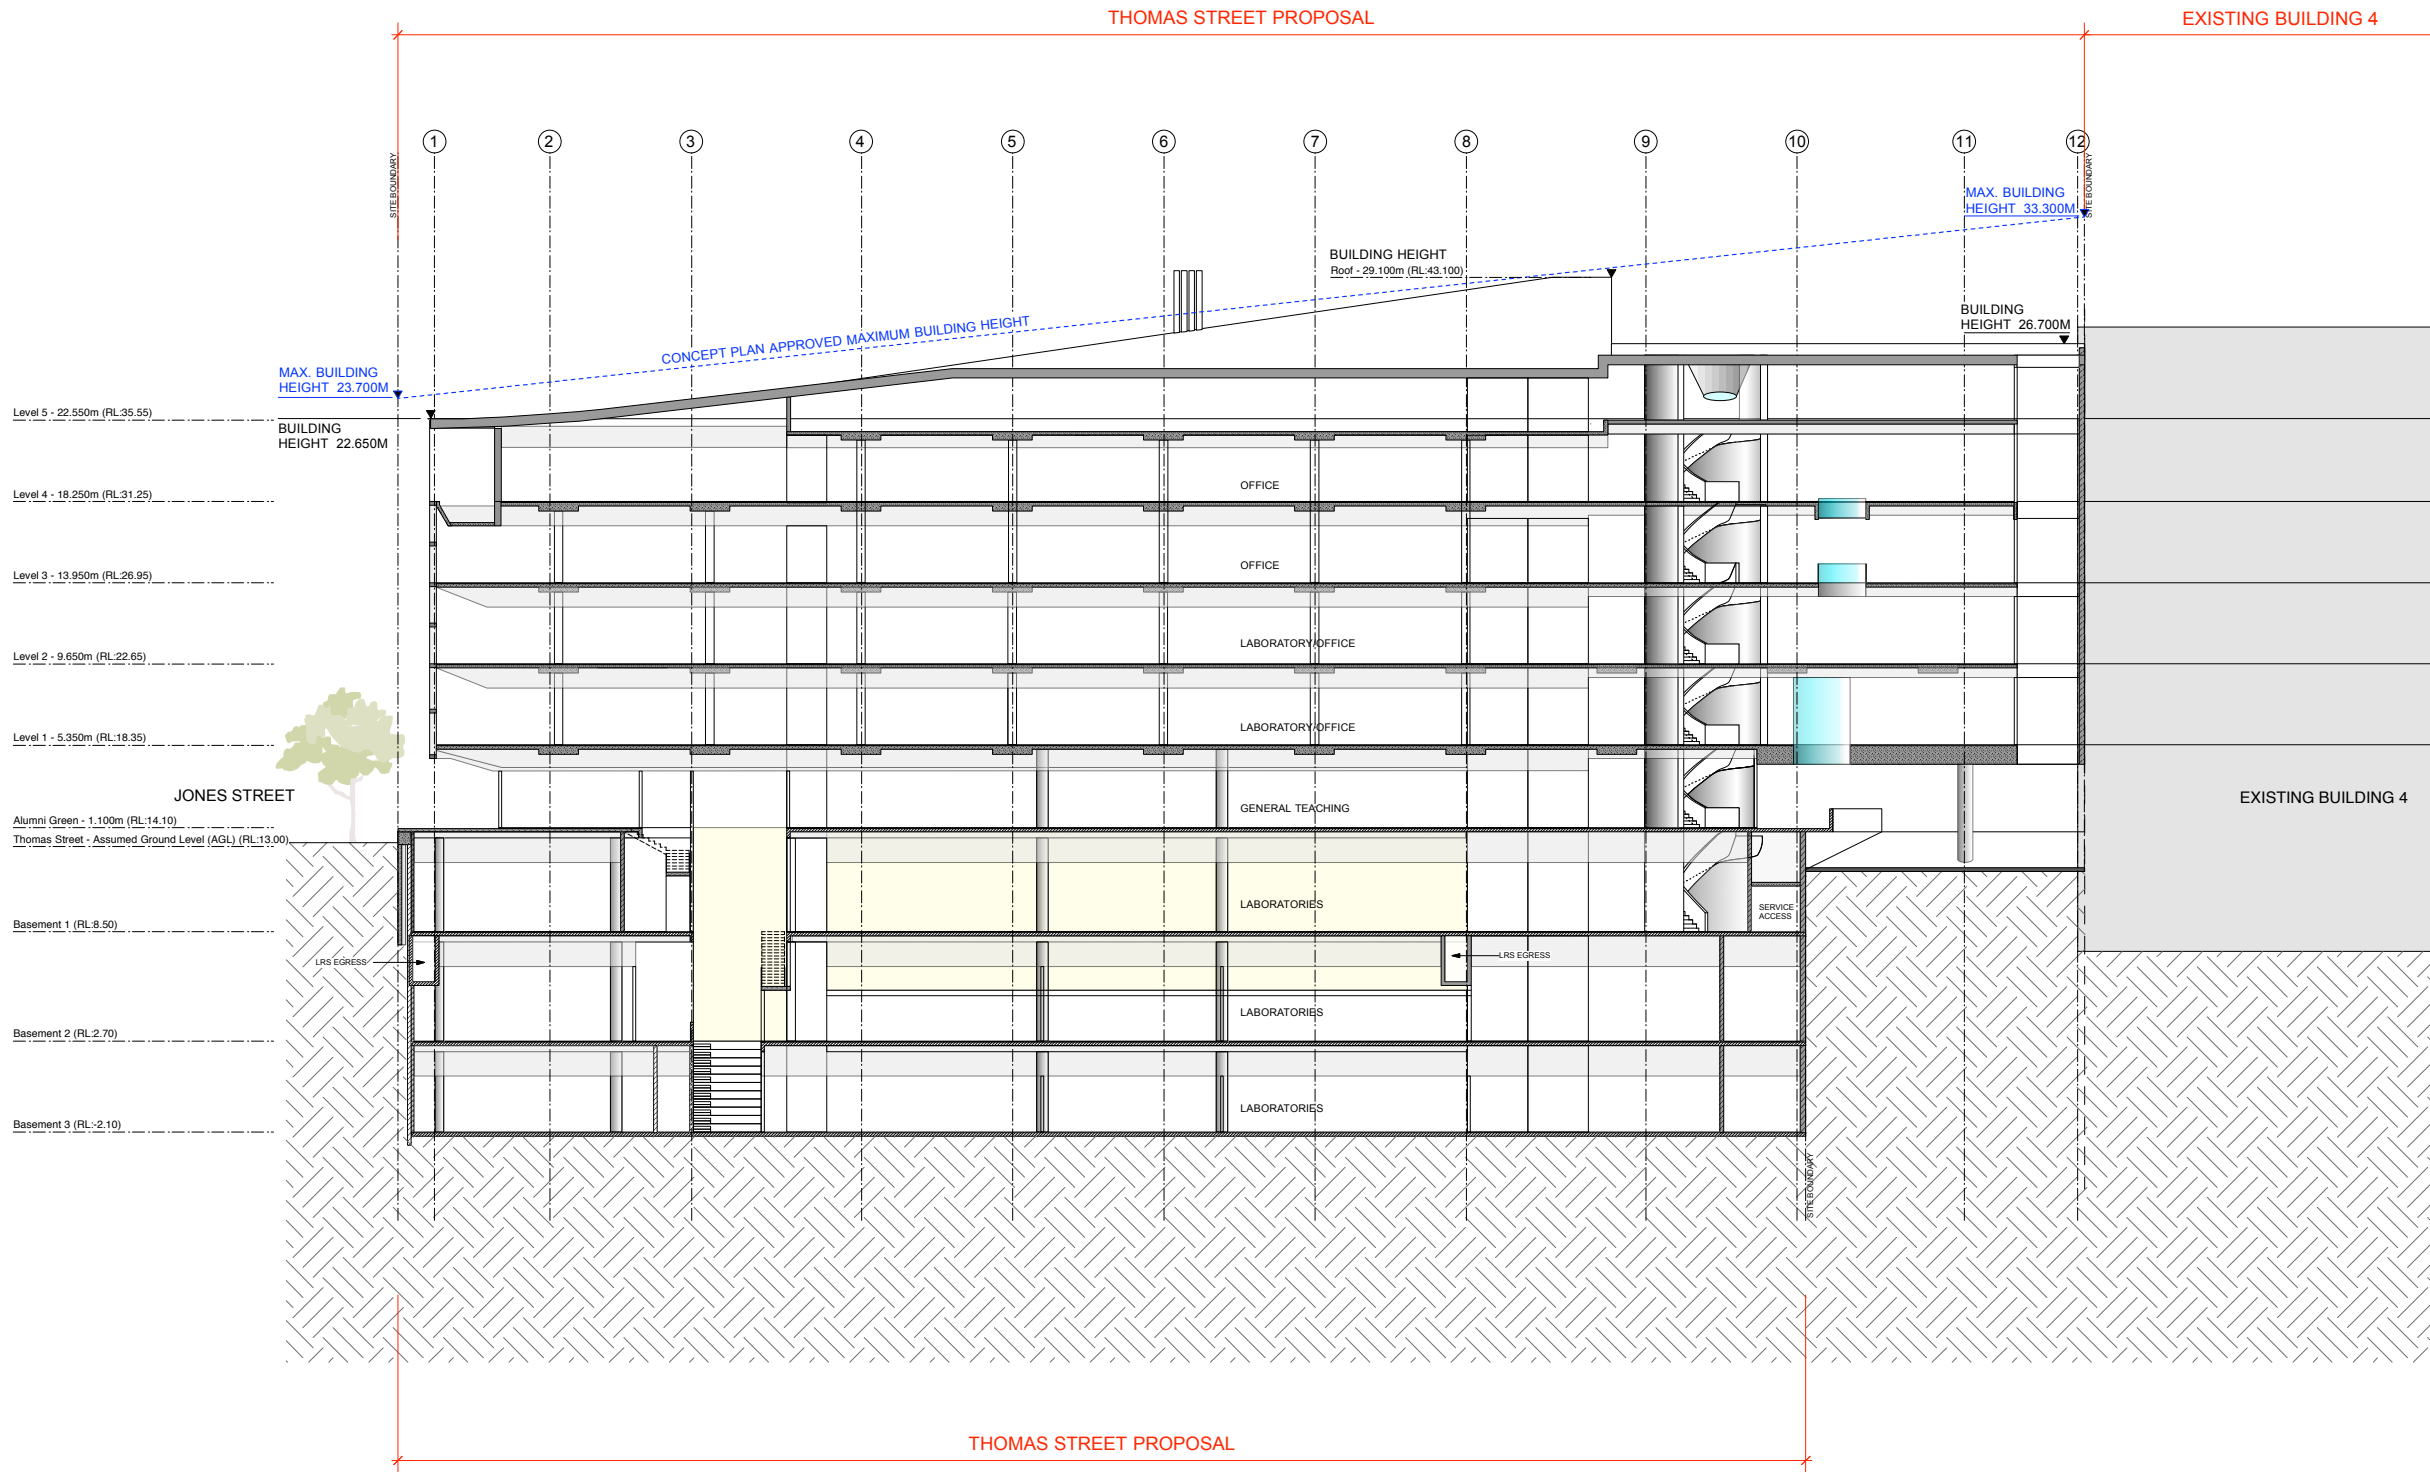 THOMAS STREET PROPOSAL
EXISTING BUILDING 4
1
2
3
4
5
6
7
8
9
10
11
12
SITE BOUNDARY
SITE BOUNDARY
MAX. BUILDING
HEIGHT 33.300M
BUILDING HEIGHT
Roof - 29.100m (RL:43.100)
BUILDING
HEIGHT 26.700M
CONCEPT PLAN APPROVED MAXIMUM BUILDING HEIGHT
MAX. BUILDING
HEIGHT 23.700M
Level 5 - 22.550m (RL:35.55)
BUILDING
HEIGHT 22.650M
OFFICE
Level 4 - 18.250m (RL:31.25)
OFFICE
Level 3 - 13.950m (RL:26.95)
LABORATORY/OFFICE
Level 2 - 9.650m (RL:22.65)
LABORATORY/OFFICE
Level 1 - 5.350m (RL:18.35)
JONES STREET
GENERAL TEACHING
EXISTING BUILDING 4
Alumni Green - 1.100m (RL:14.10)
Thomas Street - Assumed Ground Level (AGL) (RL:13.00)
LABORATORIES
SERVICE
ACCESS
Basement 1 (RL:8.50)
LRS EGRESS
LRS EGRESS
LABORATORIES
Basement 2 (RL:2.70)
LABORATORIES
Basement 3 (RL:-2.10)
SITE BOUNDARY
THOMAS STREET PROPOSAL